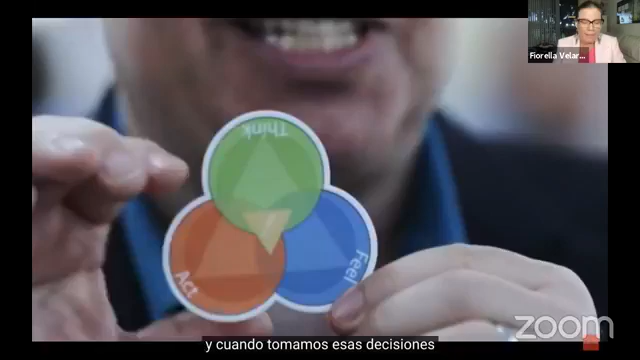 Fiorella Velar...
Think
Act
Feel
y cuando tomamos esas decisiones
zoom